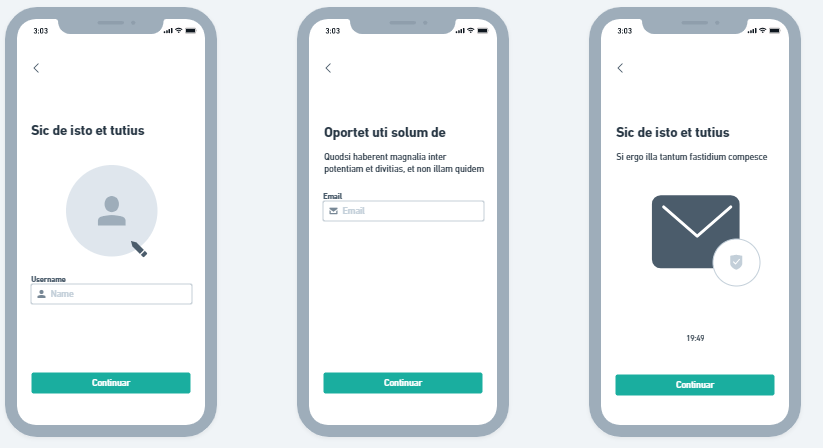 3:03
Sic de isto et tutius
Username
Name
Continuar
3:03
Oportet uti solum de
Quodsi haberent magnalia inter
potentiam et divitias, et non illam quidem
Email
Email
Continuar
3:03
Sic de isto et tutius
Si ergo illa tantum fastidium compesce
19:49
Continuar